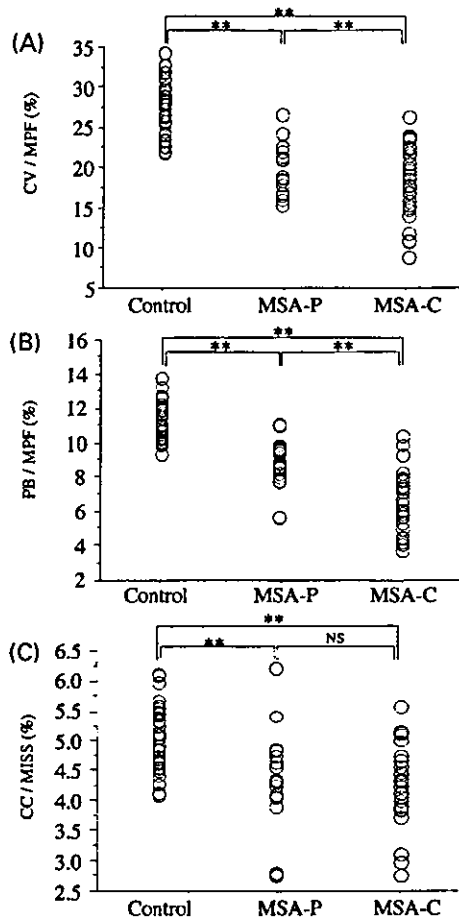 (A)
**
** **
35
30
25
20
15
5
CV / MPF (%)
Control MSA-P MSA-C
(B)
**
** **
16
14
12
10
8
6
4
2
PB / MPF (%)
Control MSA-P MSA-C
(C)
**
** NS
6.5
6.0
5.5
5.0
4.5
4.0
3.5
3.0
2.5
CC / MISS (%)
Control MSA-P MSA-C